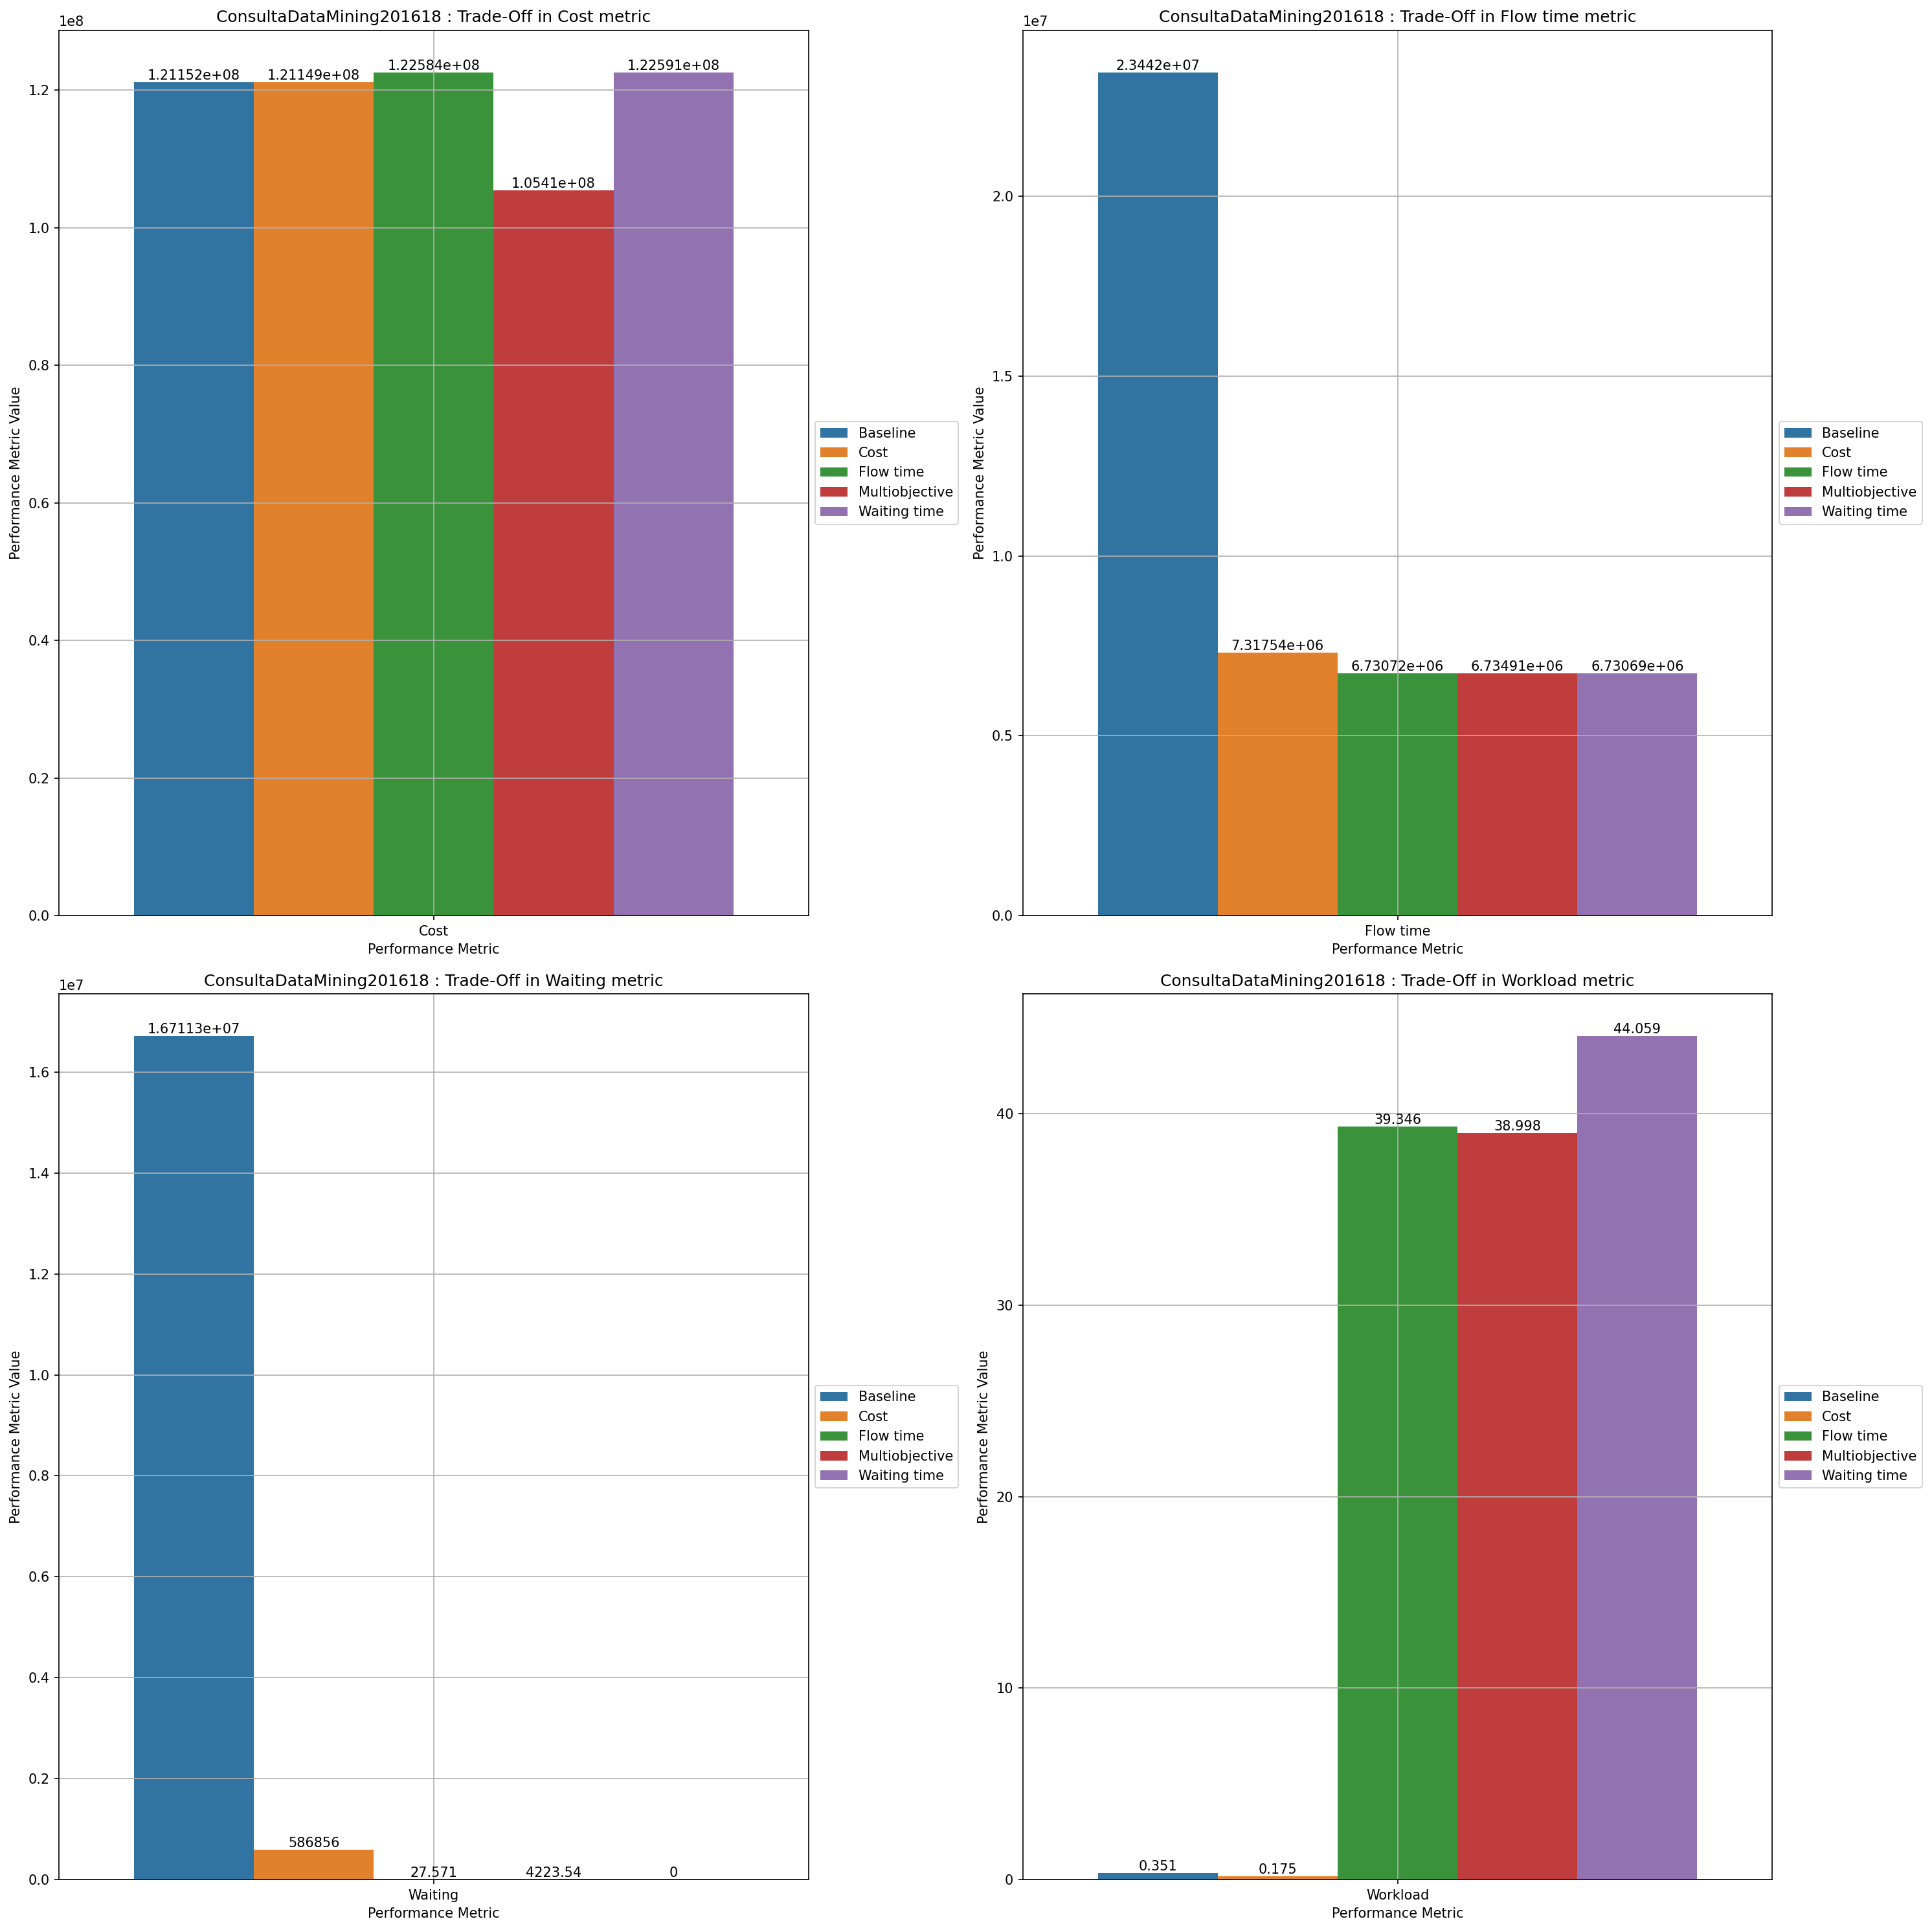 ConsultaDataMining201618 : Trade-Off in Cost metric
1e8
1.21152e+08
1.21149e+08
1.22584e+08
1.0541e+08
1.22591e+08
1.2
1.0
0.8
0.6
0.4
0.2
0.0
Performance Metric Value
Cost
Performance Metric
Baseline
Cost
Flow time
Multiobjective
Waiting time
ConsultaDataMining201618 : Trade-Off in Flow time metric
1e7
2.3442e+07
7.31754e+06
6.73072e+06
6.73491e+06
6.73069e+06
2.0
1.5
1.0
0.5
0.0
Performance Metric Value
Flow time
Performance Metric
Baseline
Cost
Flow time
Multiobjective
Waiting time
ConsultaDataMining201618 : Trade-Off in Waiting metric
1e7
1.67113e+07
586856
27.571
4223.54
0
1.6
1.4
1.2
1.0
0.8
0.6
0.4
0.2
0.0
Performance Metric Value
Waiting
Performance Metric
Baseline
Cost
Flow time
Multiobjective
Waiting time
ConsultaDataMining201618 : Trade-Off in Workload metric
0.351
0.175
39.346
38.998
44.059
40
30
20
10
0
Performance Metric Value
Workload
Performance Metric
Baseline
Cost
Flow time
Multiobjective
Waiting time